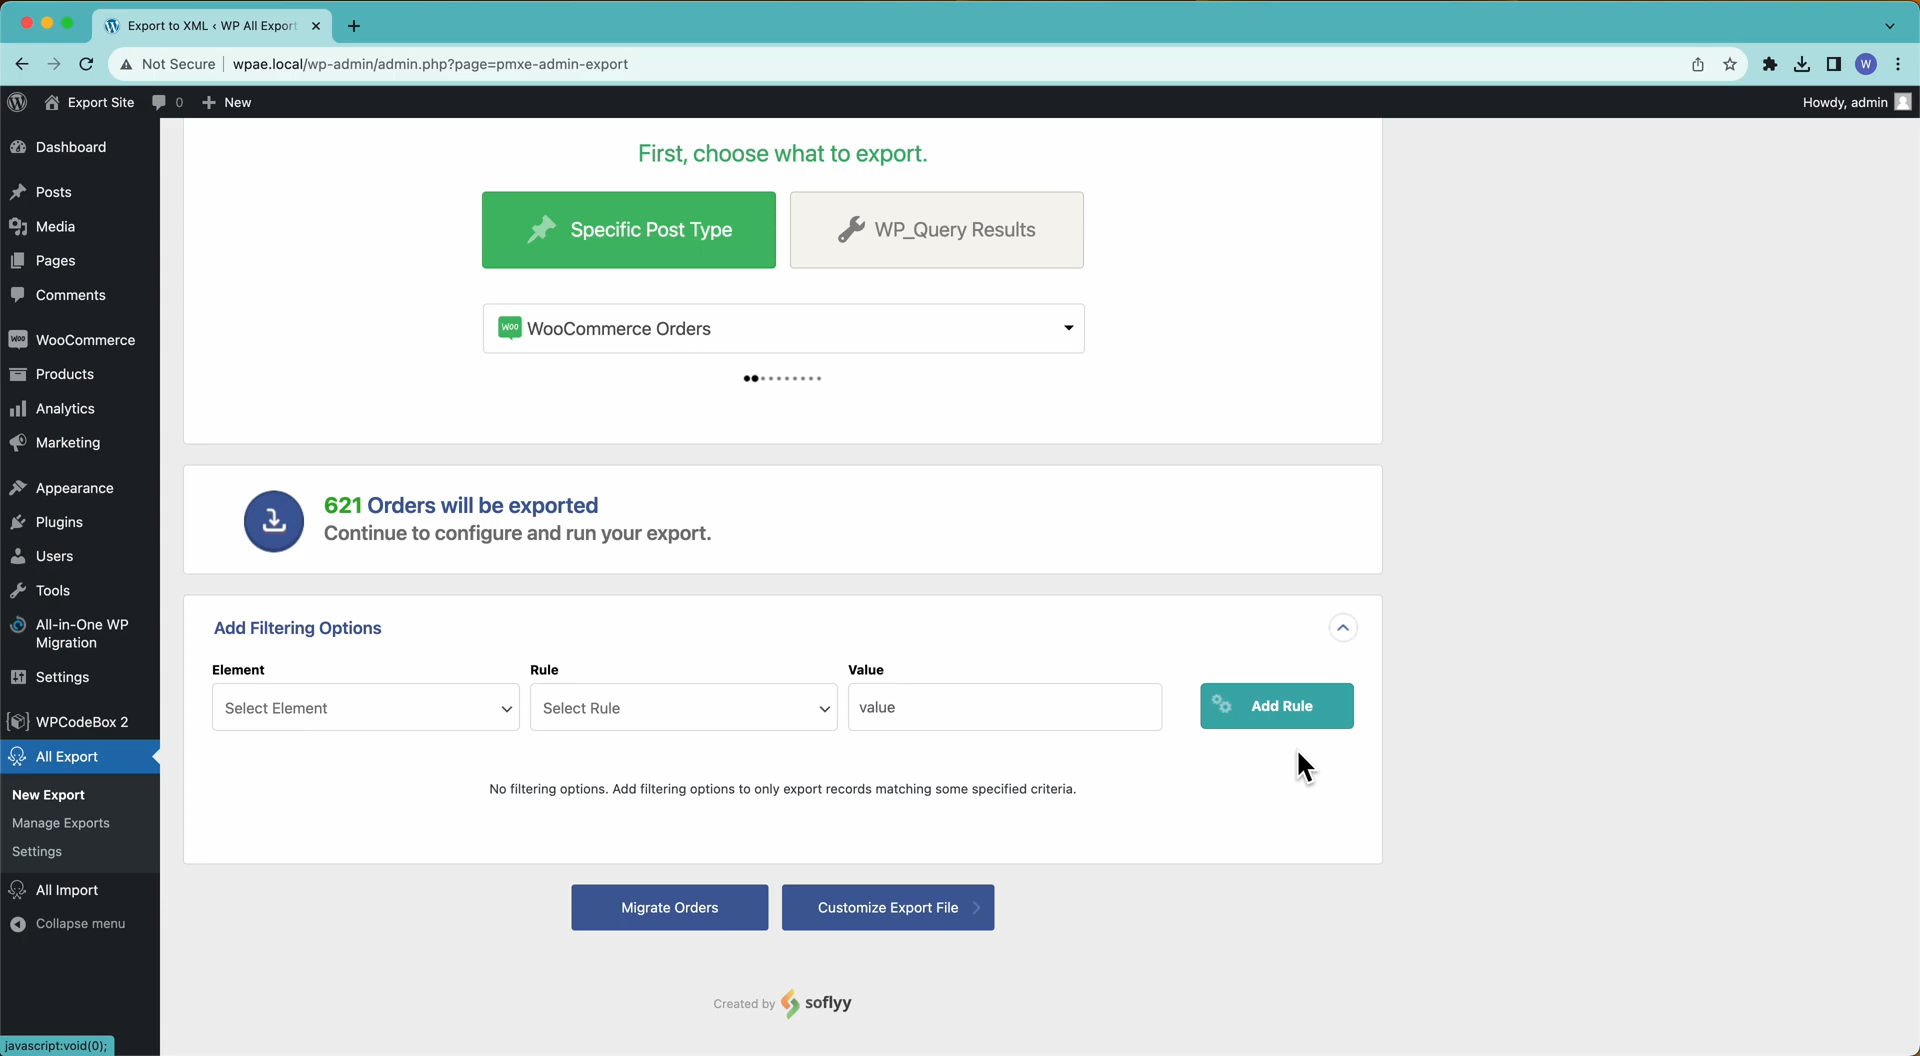 Export to XML ‹ WP All Export
Not Secure
wpae.local/wp-admin/admin.php?page=pmxe-admin-export
W
Export Site
0
New
Howdy, admin
Dashboard
Posts
Media
Pages
Comments
WooCommerce
Products
Analytics
Marketing
Appearance
Plugins
Users
Tools
All-in-One WP
Migration
Settings
WPCodeBox 2
All Export
New Export
Manage Exports
Settings
All Import
Collapse menu
javascript:void(0);
First, choose what to export.
Specific Post Type
WP_Query Results
WOO WooCommerce Orders
621 Orders will be exported
Continue to configure and run your export.
Add Filtering Options
Element
Rule
Value
Select Element
Select Rule
value
Add Rule
No filtering options. Add filtering options to only export records matching some specified criteria.
Migrate Orders
Customize Export File
Created by soflyy